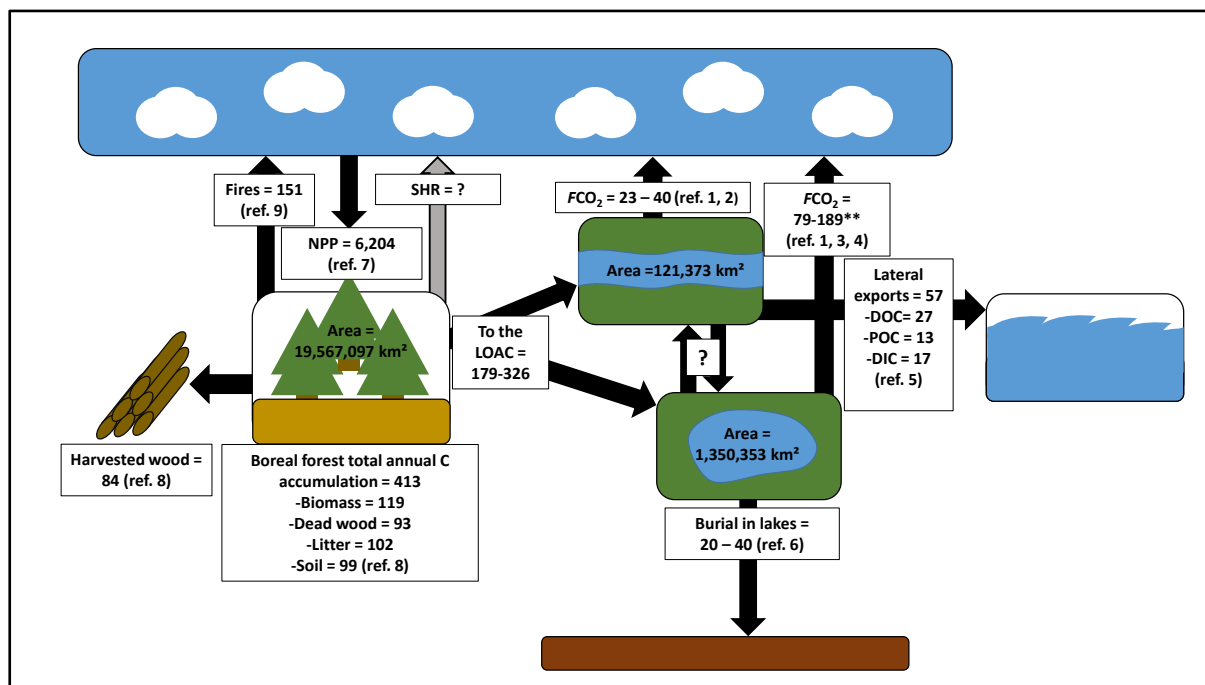 Fires = 151
(ref. 9)
SHR = ?
NPP = 6,204
(ref. 7)
FCO₂ = 23 – 40 (ref. 1, 2)
FCO₂ =
79-189**
(ref. 1, 3, 4)
Area =
19,567,097 km²
To the
LOAC =
179-326
Area =121,373 km²
?
Lateral
exports = 57
-DOC= 27
-POC = 13
-DIC = 17
(ref. 5)
Area =
1,350,353 km²
Harvested wood =
84 (ref. 8)
Boreal forest total annual C
accumulation = 413
-Biomass = 119
-Dead wood = 93
-Litter = 102
-Soil = 99 (ref. 8)
Burial in lakes =
20 – 40 (ref. 6)